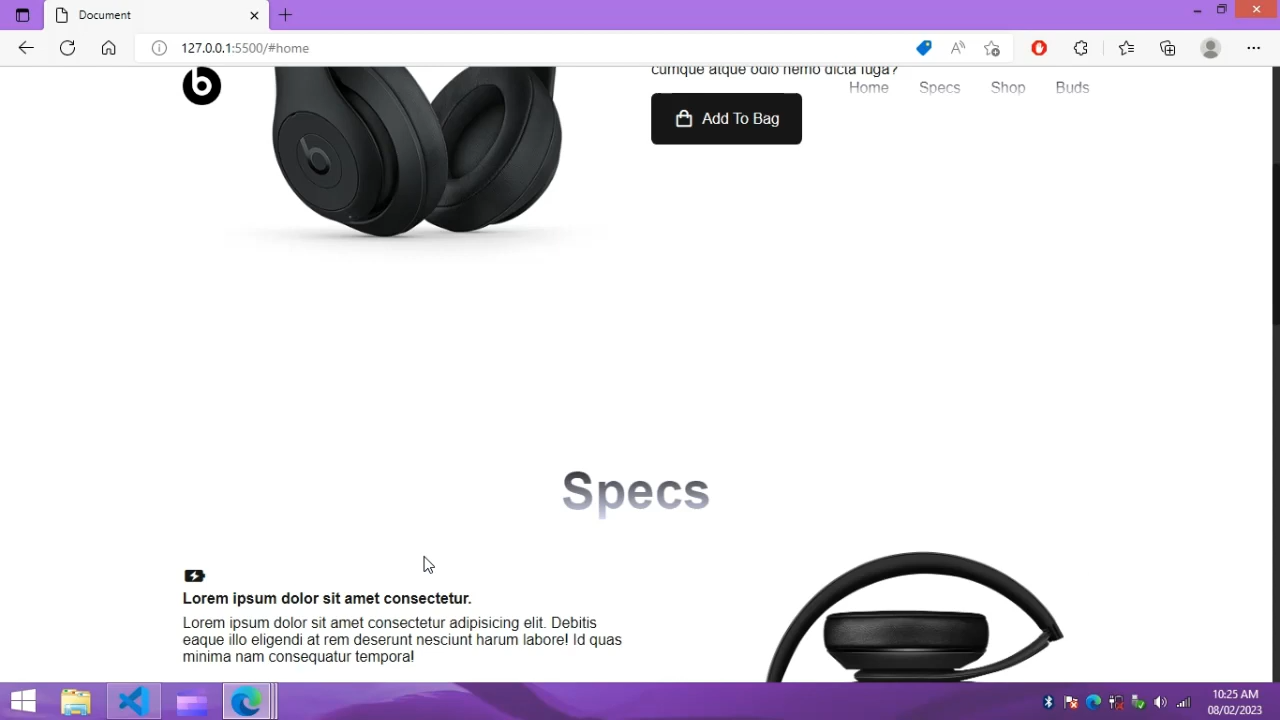 Document
127.0.0.1:5500/#home
cumque atque odio nemo dicta fuga?
Home Specs Shop Buds
Add To Bag
Specs
Lorem ipsum dolor sit amet consectetur.
Lorem ipsum dolor sit amet consectetur adipisicing elit. Debitis
eaque illo eligendi at rem deserunt nesciunt harum labore! Id quas
minima nam consequatur tempora!
10:25 AM
08/02/2023